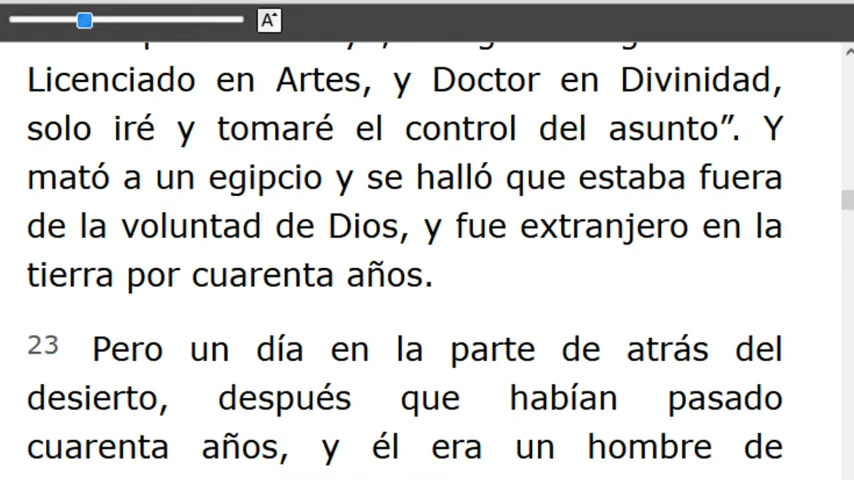 A
Licenciado en Artes, y Doctor en Divinidad,
solo iré y tomaré el control del asunto”. Y
mató a un egipcio y se halló que estaba fuera
de la voluntad de Dios, y fue extranjero en la
tierra por cuarenta años.
23 Pero un día en la parte de atrás del
desierto, después que habían pasado
cuarenta años, y él era un hombre de